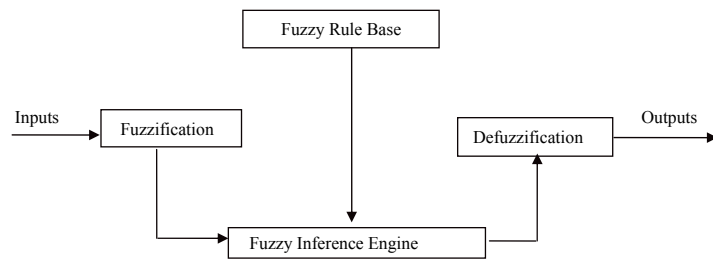 Fuzzy Rule Base
Inputs
Fuzzification
Outputs
Defuzzification
Fuzzy Inference Engine